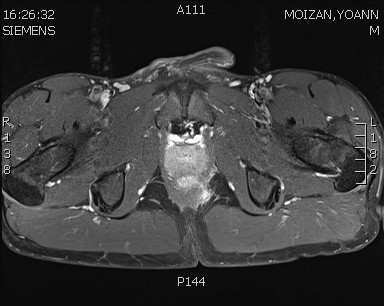 16:26:32
A111
MOIZAN,YOANN
SIEMENS
M
R
1
3
8
L
1
8
2
P144